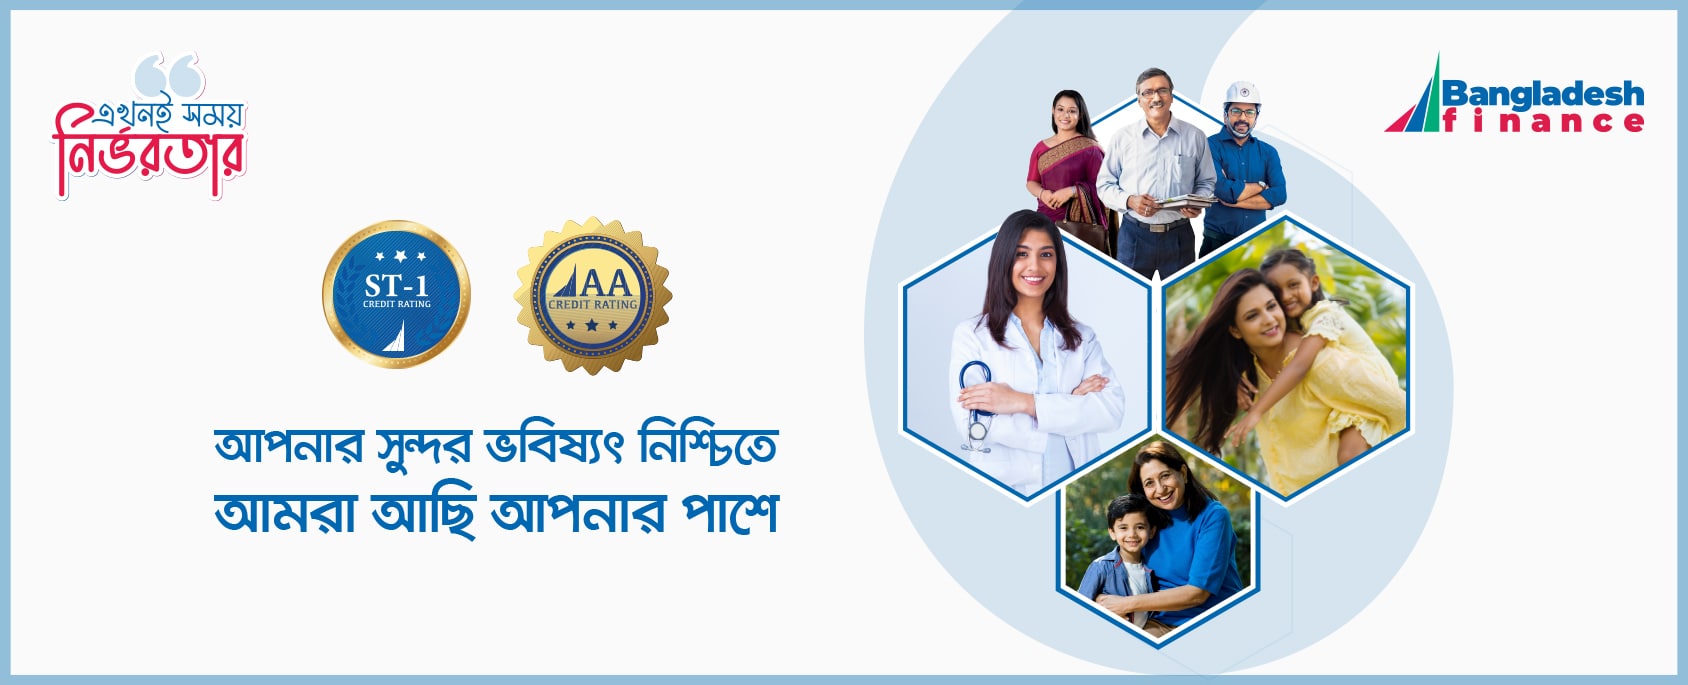 এখনই সময়
নির্ভরতার
Bangladesh
finance
ST-1
CREDIT RATING
AA
CREDIT RATING
আপনার সুন্দর ভবিষ্যৎ নিশ্চিতে
আমরা আছি আপনার পাশে